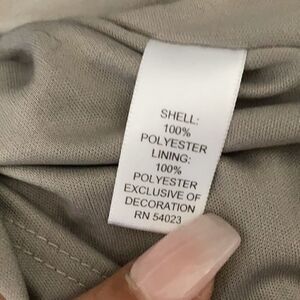 SHELL:
100%
POLYESTER
LINING:
100%
POLYESTER
EXCLUSIVE OF
DECORATION
RN 54023